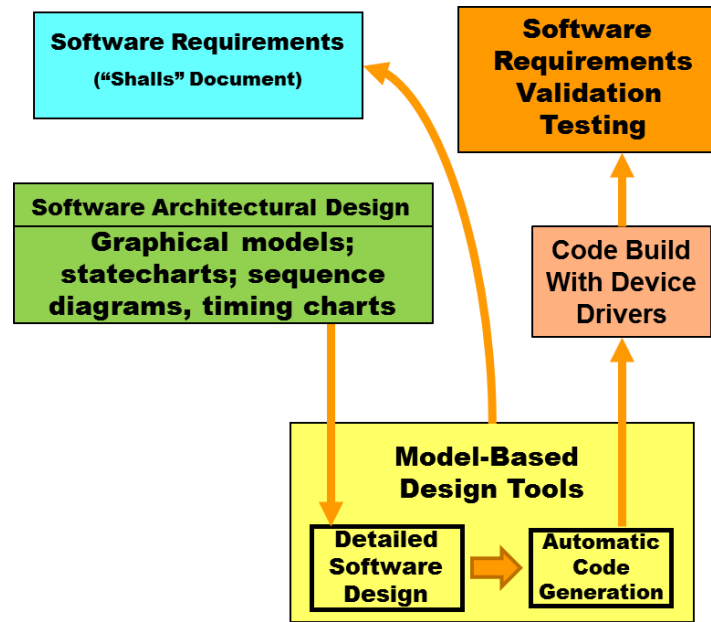 Software Requirements
(“Shalls” Document)
Software
Requirements
Validation
Testing
Software Architectural Design
Graphical models;
statecharts; sequence
diagrams, timing charts
Code Build
With Device
Drivers
Model-Based
Design Tools
Detailed
Software
Design
Automatic
Code
Generation